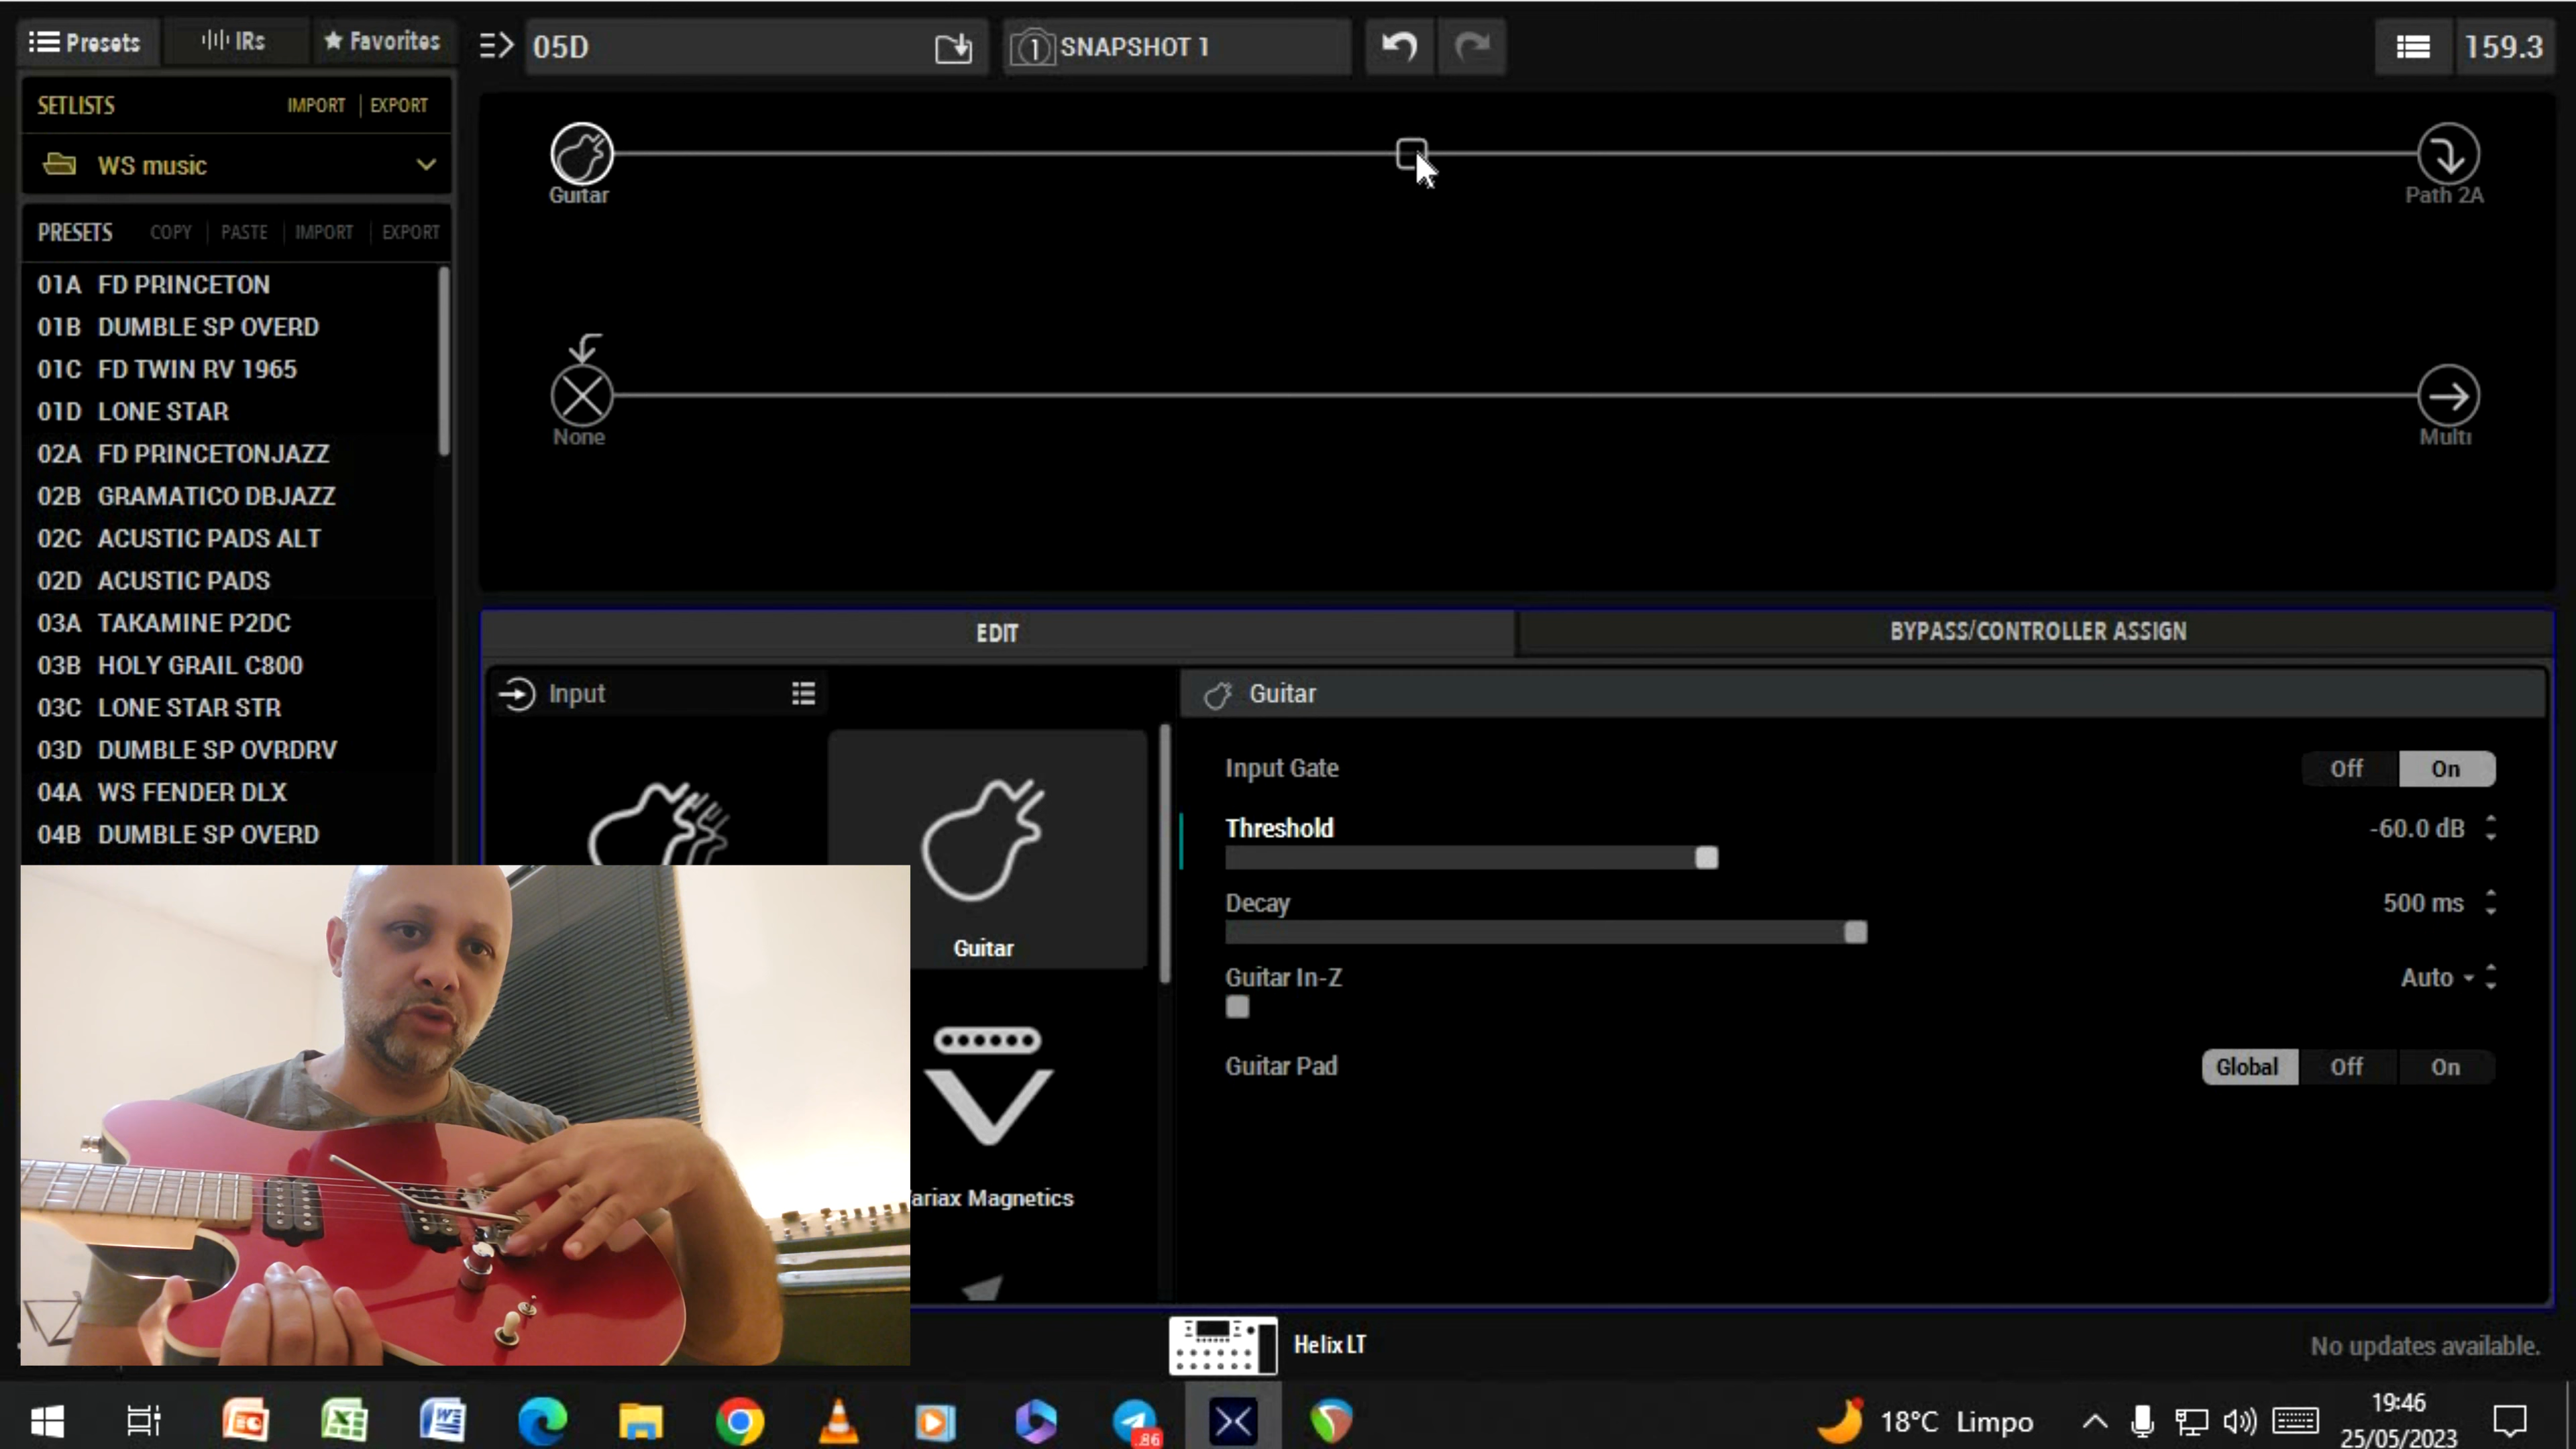 Presets
IRs
Favorites
05D
1
SNAPSHOT 1
159.3
SETLISTS
IMPORT | EXPORT
WS music
PRESETS COPY | PASTE | IMPORT | EXPORT
01A FD PRINCETON
01B DUMBLE SP OVERD
01C FD TWIN RV 1965
01D LONE STAR
02A FD PRINCETONJAZZ
02B GRAMATICO DBJAZZ
02C ACUSTIC PADS ALT
02D ACUSTIC PADS
03A TAKAMINE P2DC
03B HOLY GRAIL C800
03C LONE STAR STR
03D DUMBLE SP OVRDRV
04A WS FENDER DLX
04B DUMBLE SP OVERD
Guitar
Path 2A
None
Multi
EDIT
BYPASS/CONTROLLER ASSIGN
Input
Guitar
ariax Magnetics
Guitar
Input Gate Off On
Threshold -60.0 dB
Decay 500 ms
Guitar In-Z Auto
Guitar Pad Global Off On
Helix LT
No updates available.
86
18°C Limpo
19:46
25/05/2023